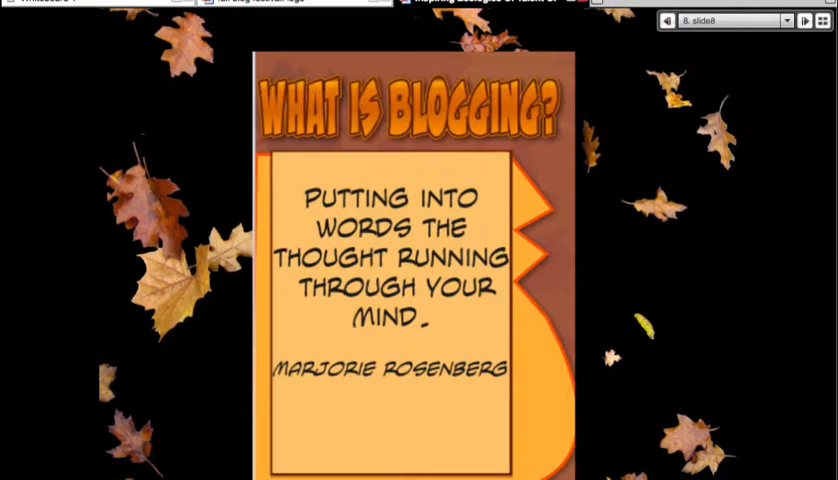 8. slide8
WHAT IS BLOGGING?
PUTTING INTO
WORDS THE
THOUGHT RUNNING
THROUGH YOUR
MIND.
MARJORIE ROSENBERG